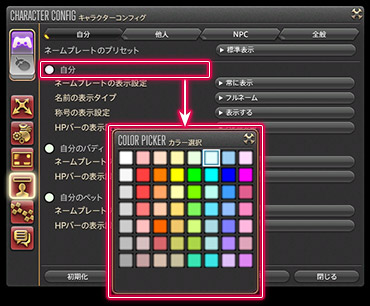 CHARACTER CONFIG キャラクターコンフィグ
自分 他人 NPC 全般
ネームプレートのプリセット 標準表示
自分
ネームプレートの表示設定 常に表示
名前の表示タイプ フルネーム
称号の表示設定 表示する
HPバーの表示
COLOR PICKER カラー選択
自分のバディ
ネームプレート
HPバーの表示
自分のペット
ネームプレート
HPバーの表示
初期化 閉じる